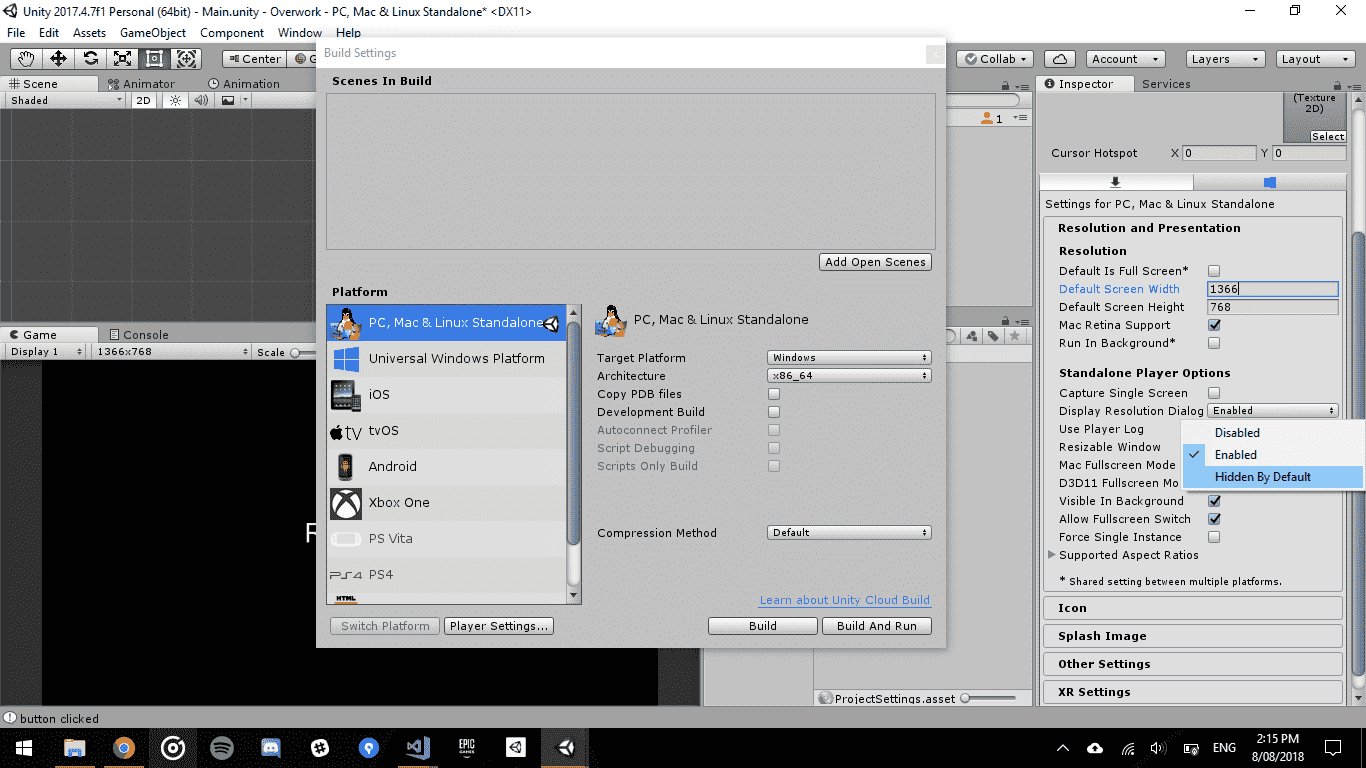 Unity 2017.4.7f1 Personal (64bit) - Main.unity - Overwork - PC, Mac & Linux Standalone* <DX11>
File Edit Assets GameObject Component Window Help
Center G Collab Account Layers Layout
Build Settings
Scene Animator Animation
Shaded 2D
Scenes In Build
Add Open Scenes
Platform
PC, Mac & Linux Standalone
Universal Windows Platform
iOS
tv tvOS
Android
Xbox One
PS Vita
PS4 PS4
HTML
Switch Platform Player Settings...
PC, Mac & Linux Standalone
Target Platform Windows
Architecture x86_64
Copy PDB files
Development Build
Autoconnect Profiler
Script Debugging
Scripts Only Build
Compression Method Default
Learn about Unity Cloud Build
Build Build And Run
Game Console
Display 1 1366x768 Scale
R
1
ProjectSettings.asset
Inspector Services
(Texture
2D)
Select
Cursor Hotspot X 0 Y 0
Settings for PC, Mac & Linux Standalone
Resolution and Presentation
Resolution
Default Is Full Screen*
Default Screen Width 1366
Default Screen Height 768
Mac Retina Support
Run In Background*
Standalone Player Options
Capture Single Screen
Display Resolution Dialog Enabled
Use Player Log
Resizable Window
Mac Fullscreen Mode
D3D11 Fullscreen Mo
Disabled
Enabled
Hidden By Default
Visible In Background
Allow Fullscreen Switch
Force Single Instance
Supported Aspect Ratios
* Shared setting between multiple platforms.
Icon
Splash Image
Other Settings
XR Settings
button clicked
EPIC
GAMES
ENG
2:15 PM
8/08/2018